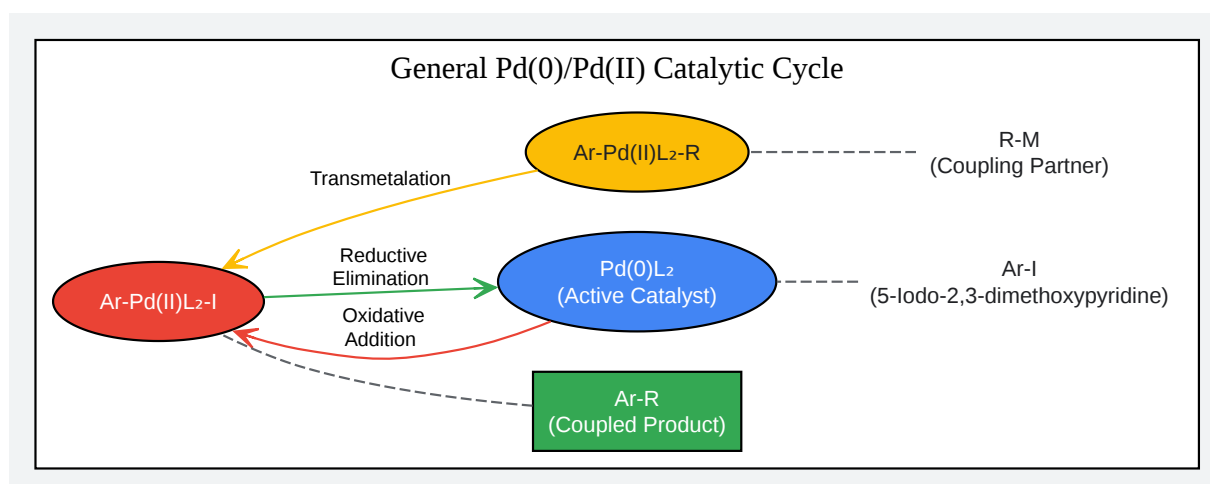 General Pd(0)/Pd(II) Catalytic Cycle
Ar-Pd(II)L₂-R
R-M
(Coupling Partner)
Transmetalation
Reductive
Elimination
Pd(0)L₂
(Active Catalyst)
Ar-I
(5-Iodo-2,3-dimethoxypyridine)
Ar-Pd(II)L₂-I
Oxidative
Addition
Ar-R
(Coupled Product)